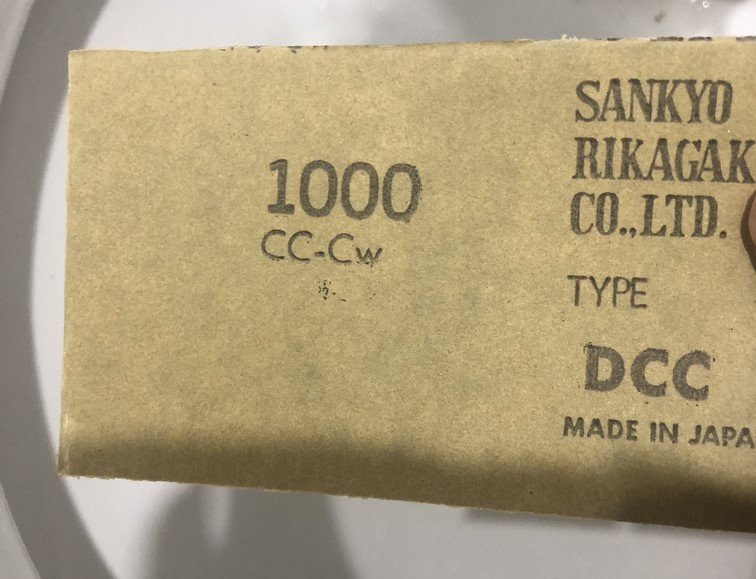 1000
CC-Cw
SANKYO
RIKAGAK
CO.,LTD.
TYPE
DCC
MADE IN JAPA